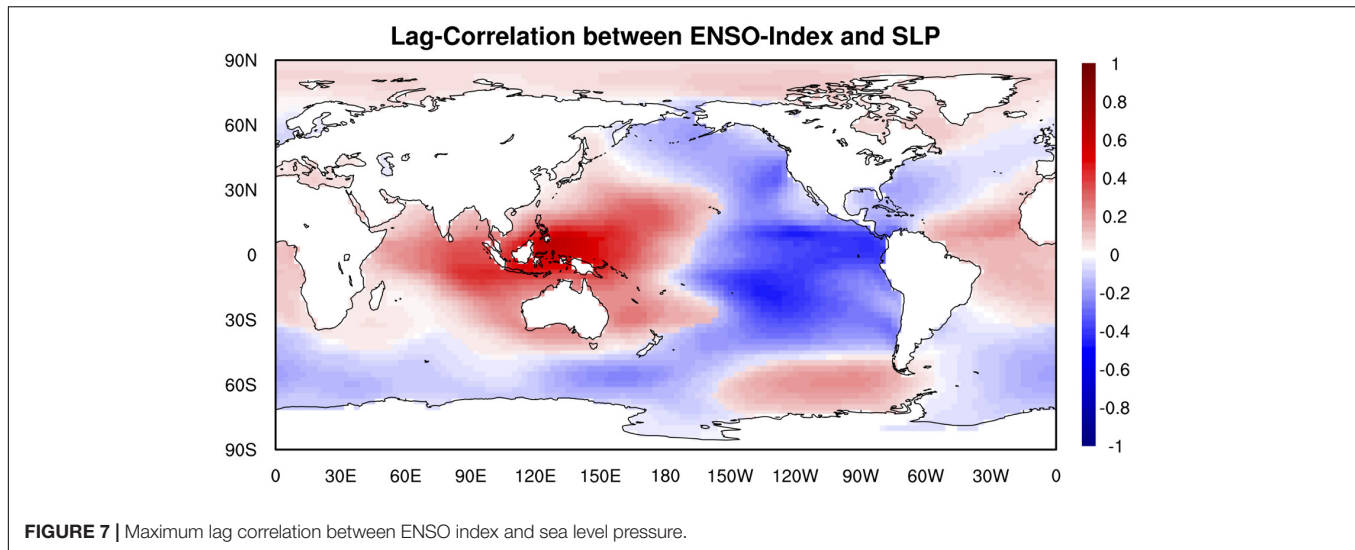 Lag-Correlation between ENSO-Index and SLP
90N
60N
30N
0
30S
60S
90S
0 30E 60E 90E 120E 150E 180 150W 120W 90W 60W 30W 0
1
0.8
0.6
0.4
0.2
0
-0.2
-0.4
-0.6
-0.8
-1
FIGURE 7 | Maximum lag correlation between ENSO index and sea level pressure.